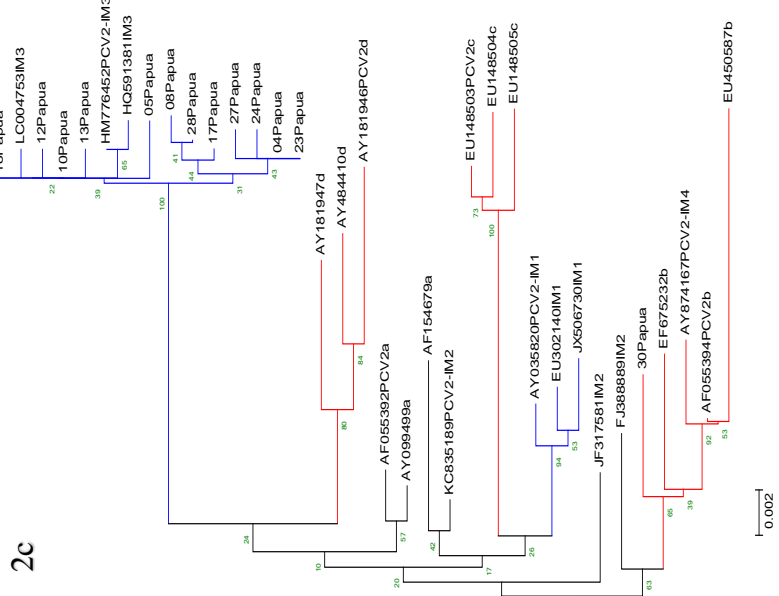 2c
LC004753IM3
12Papua
10Papua
13Papua
HM776452PCV2-IM3
HQ591381IM3
05Papua
08Papua
28Papua
17Papua
27Papua
24Papua
04Papua
23Papua
AY181947d
AY484410d
AY181946PCV2d
AF055392PCV2a
AY099499a
AF154679a
KC835189PCV2-IM2
EU148503PCV2c
EU148504c
EU148505c
AY035820PCV2-IM1
EU302140IM1
JX506730IM1
JF317581IM2
FJ388889IM2
30Papua
EF675232b
AY874167PCV2-IM4
AF055394PCV2b
EU450587b
22
39
65
41
44
43
31
100
84
80
57
24
10
42
73
100
94
53
26
17
20
92
53
39
65
63
0.002